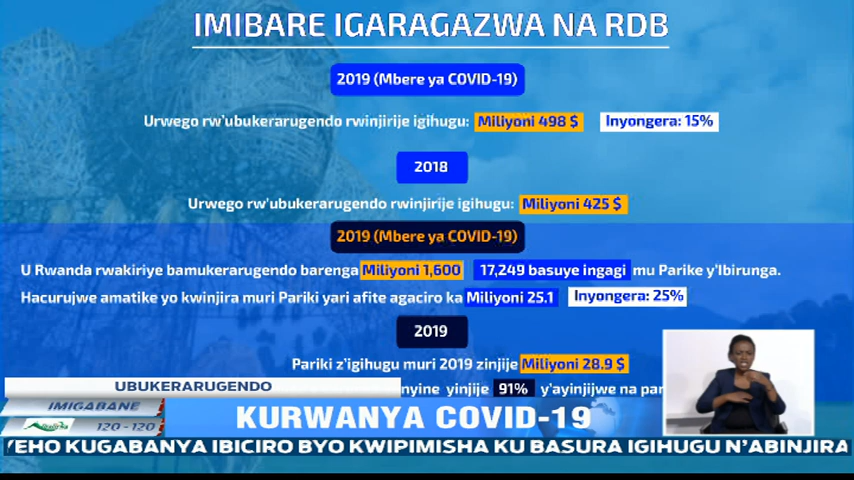 IMIBARE IGARAGAZWA NA RDB
2019 (Mbere ya COVID-19)
Urwego rw'ubukerarugendo rwinjirije igihugu: Miliyoni 498 $ Inyongera: 15%
2018
Urwego rw'ubukerarugendo rwinjirije igihugu: Miliyoni 425 $
2019 (Mbere ya COVID-19)
U Rwanda rwakiriye bamukerarugendo barenga Miliyoni 1,600 17,249 basuye ingagi mu Parike y'Ibirunga.
Hacurujwe amatike yo kwinjira muri Pariki yari afite agaciro ka Miliyoni 25.1 Inyongera: 25%
2019
Pariki z'igihugu muri 2019 zinjije Miliyoni 28.9 $
nyine yinjije 91% y'ayinjijwe na par
UBUKERARUGENDO
IMIGABANE
120 - 120
KURWANYA COVID-19
YEHO KUGABANYA IBICIRO BYO KWIPIMISHA KU BASURA IGIHUGU N'ABINJIRA